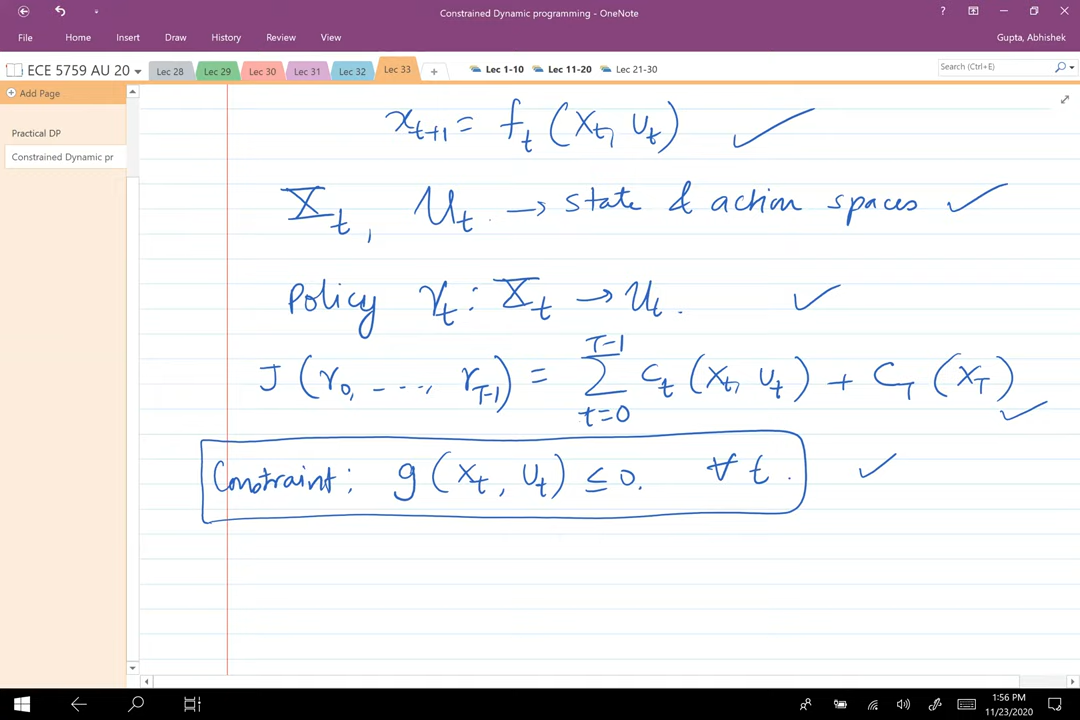 Constrained Dynamic programming - OneNote
File Home Insert Draw History Review View Gupta, Abhishek
ECE 5759 AU 20 Lec 28 Lec 29 Lec 30 Lec 31 Lec 32 Lec 33 Lec 1-10 Lec 11-20 Lec 21-30 Search (Ctrl+E)
Add Page
Practical DP
Constrained Dynamic pr
x_{t+1} = f_t (X_t, U_t) ✓
X_t, U_t → state & action spaces ✓
Policy γ_t : X_t → U_t. ✓
J (γ_0, ..., γ_{T-1}) = ∑_{t=0}^{T-1} C_t (X_t, U_t) + C_T (X_T) ✓
Constraint: g (X_t, U_t) ≤ 0. ∀ t. ✓
1:56 PM
11/23/2020